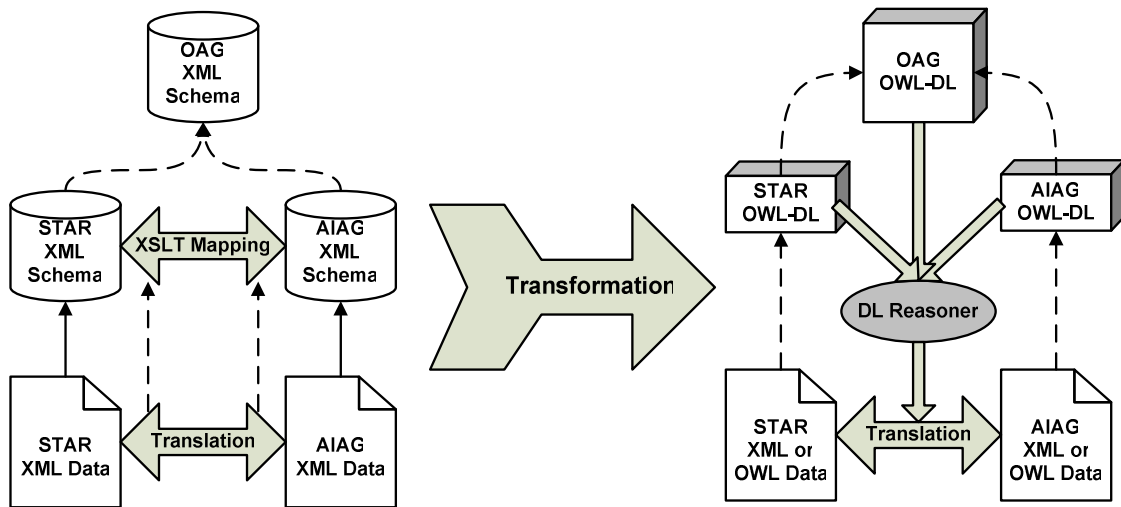 OAG
XML
Schema
STAR
XML
Schema
XSLT Mapping
AIAG
XML
Schema
STAR
XML Data
Translation
AIAG
XML Data
Transformation
OAG
OWL-DL
STAR
OWL-DL
AIAG
OWL-DL
DL Reasoner
STAR
XML or
OWL Data
Translation
AIAG
XML or
OWL Data